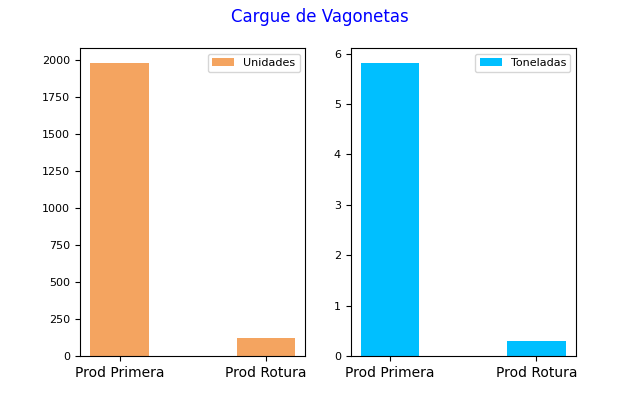 Cargue de Vagonetas
2000
1750
1500
1250
1000
750
500
250
0
Unidades
Prod Primera
Prod Rotura
6
5
4
3
2
1
0
Toneladas
Prod Primera
Prod Rotura